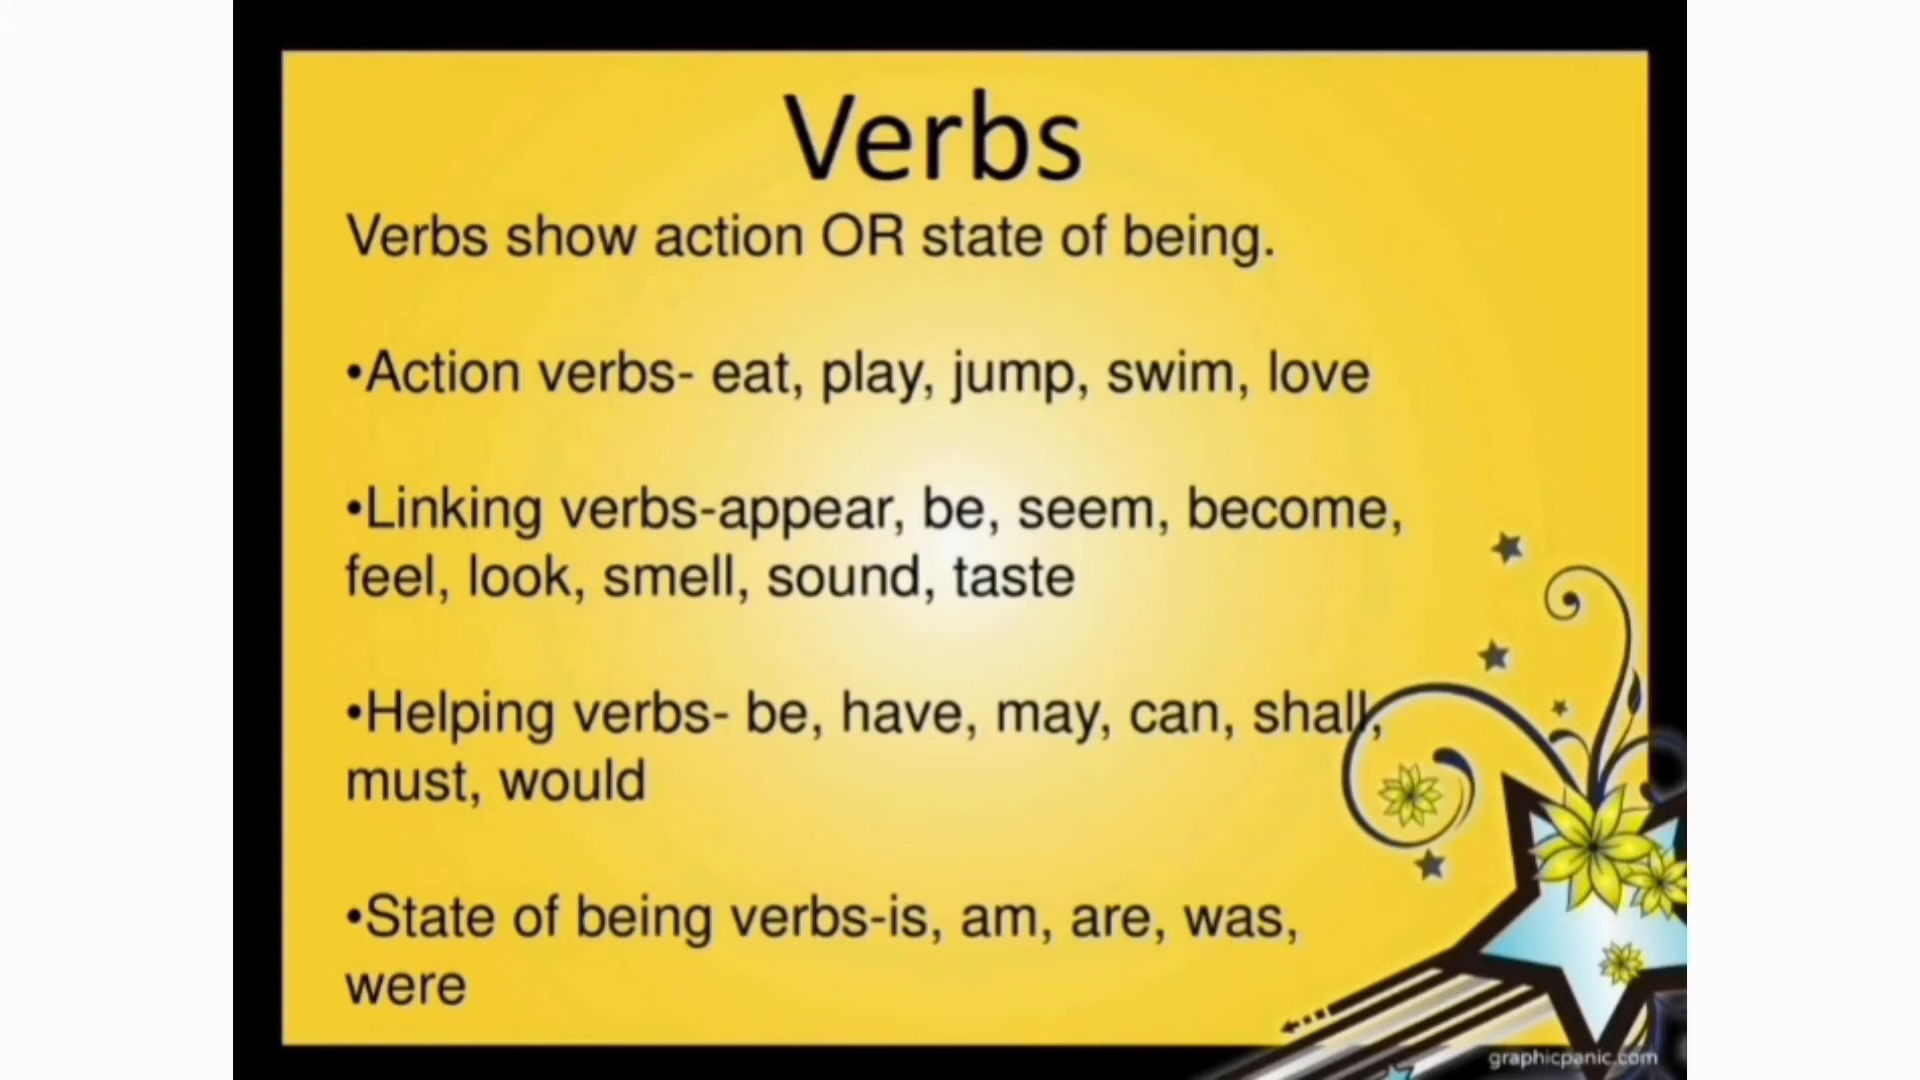 Verbs
Verbs show action OR state of being.
•Action verbs- eat, play, jump, swim, love
•Linking verbs-appear, be, seem, become,
feel, look, smell, sound, taste
•Helping verbs- be, have, may, can, shall,
must, would
•State of being verbs-is, am, are, was,
were
graphicpanic.com